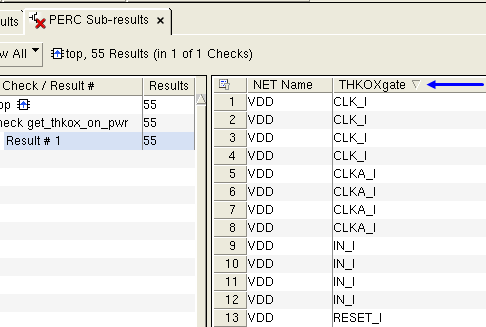 ults PERC Sub-results ×
w All top, 55 Results (in 1 of 1 Checks)
Check / Result # Results
op 55
heck get_thkox_on_pwr 55
Result # 1 55
NET Name THKOXgate
1 VDD CLK_I
2 VDD CLK_I
3 VDD CLK_I
4 VDD CLK_I
5 VDD CLKA_I
6 VDD CLKA_I
7 VDD CLKA_I
8 VDD CLKA_I
9 VDD IN_I
10 VDD IN_I
11 VDD IN_I
12 VDD IN_I
13 VDD RESET_I